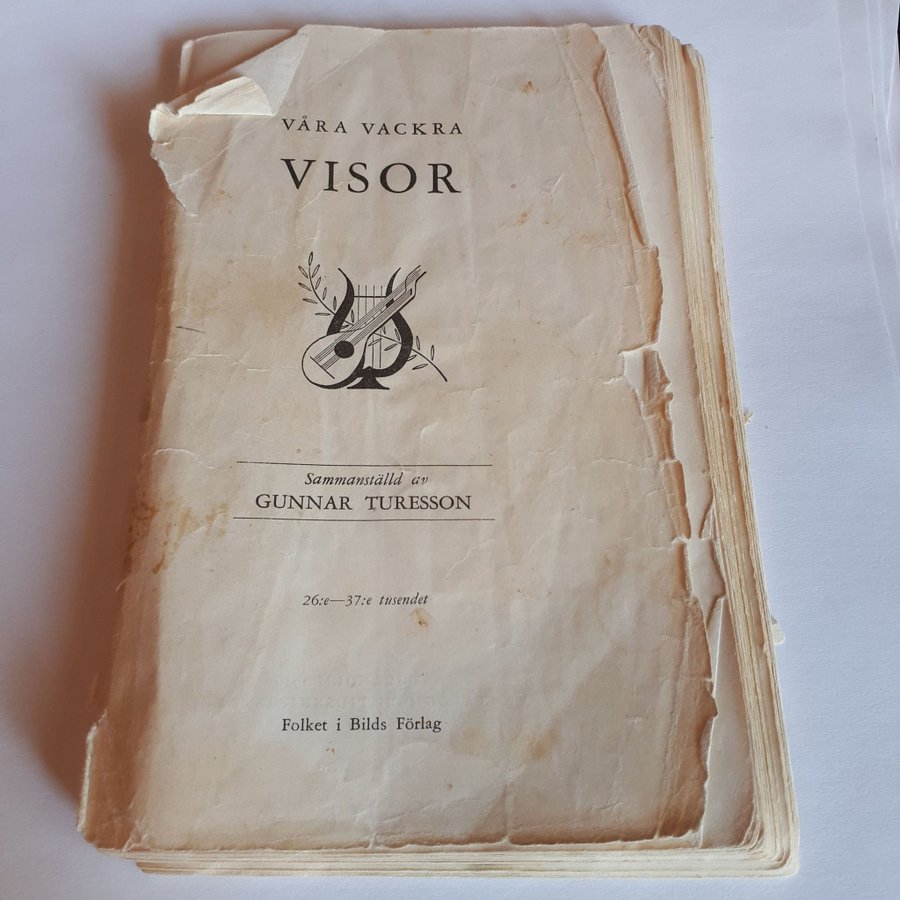 VÅRA VACKRA
VISOR
Sammanställd av
GUNNAR TURESSON
26:e—37:e tusendet
Folket i Bilds Förlag